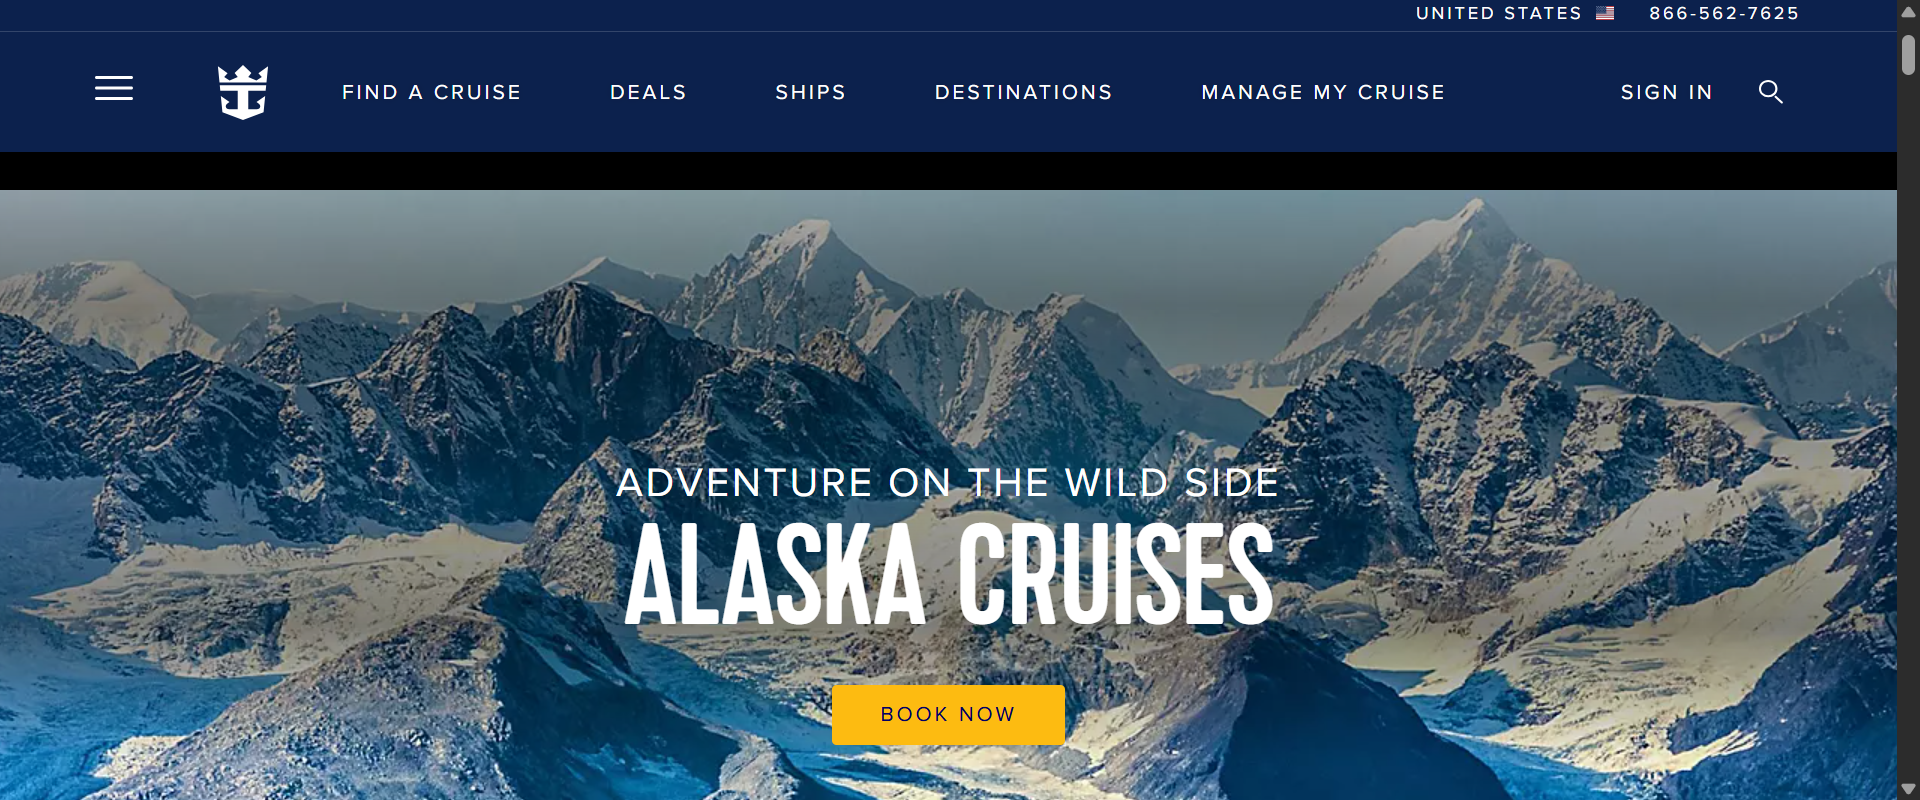 UNITED STATES 866-562-7625
FIND A CRUISE DEALS SHIPS DESTINATIONS MANAGE MY CRUISE SIGN IN
ADVENTURE ON THE WILD SIDE
ALASKA CRUISES
BOOK NOW